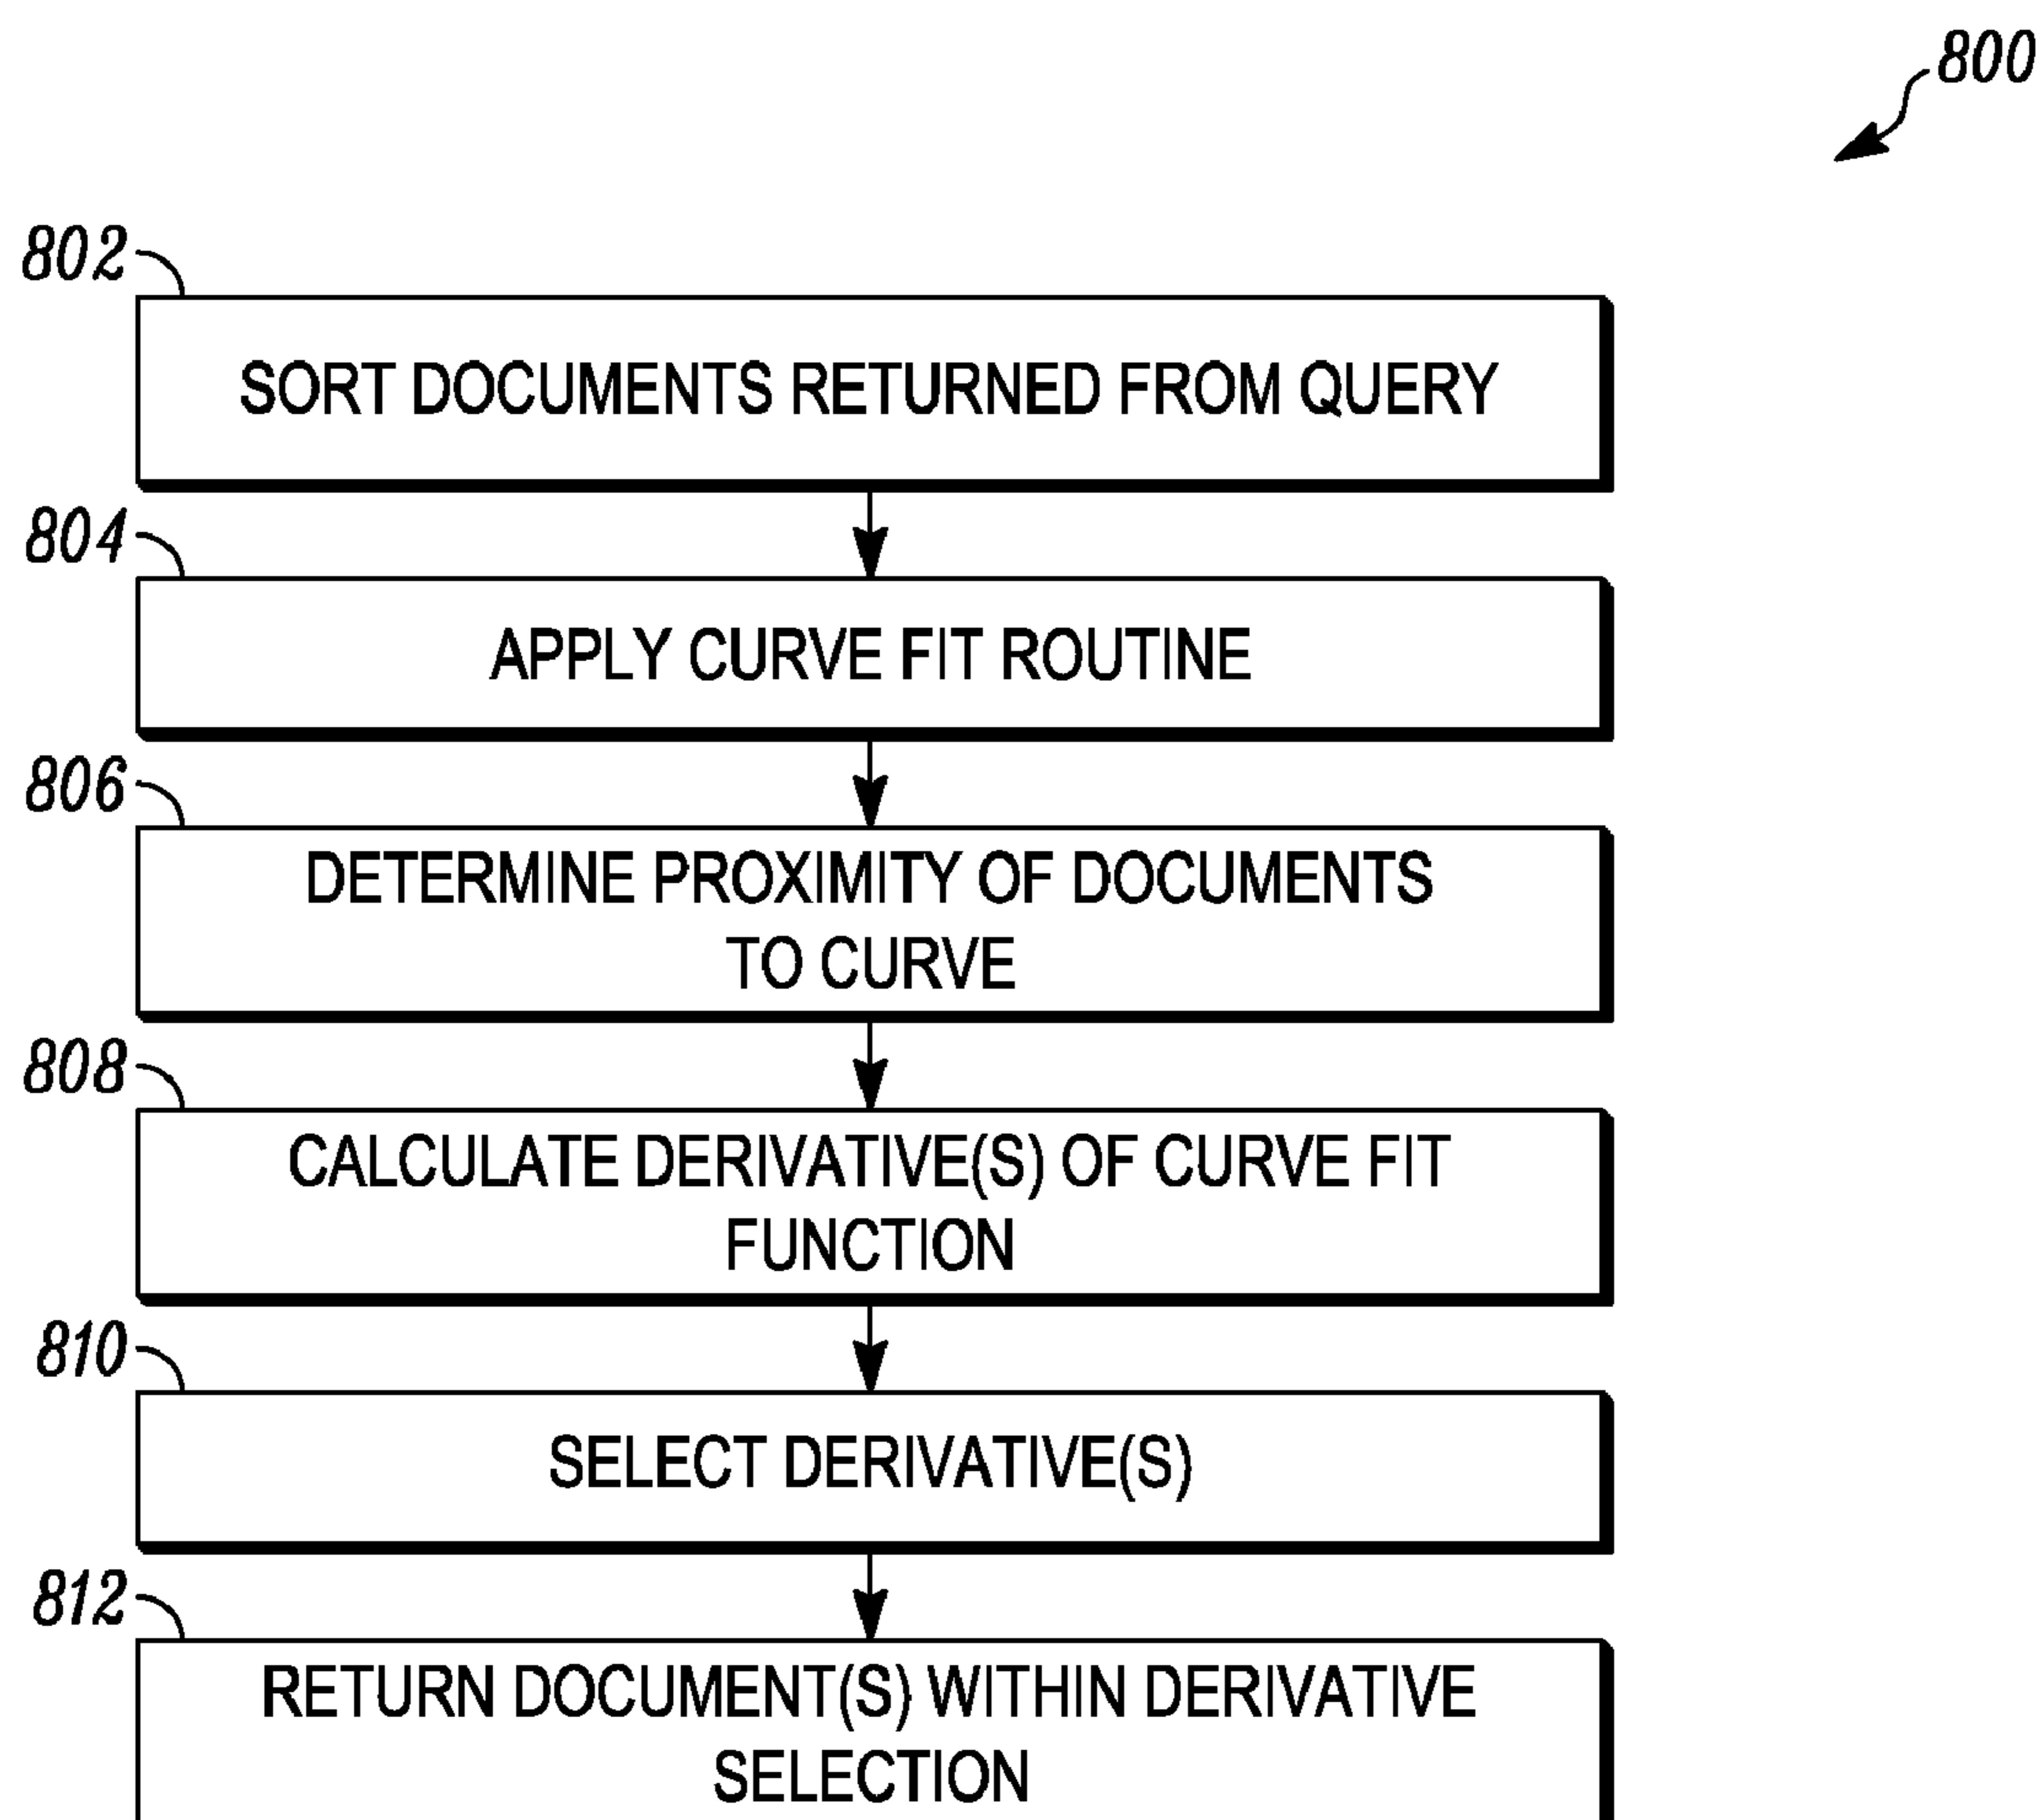 800
802
SORT DOCUMENTS RETURNED FROM QUERY
804
APPLY CURVE FIT ROUTINE
806
DETERMINE PROXIMITY OF DOCUMENTS
TO CURVE
808
CALCULATE DERIVATIVE(S) OF CURVE FIT
FUNCTION
810
SELECT DERIVATIVE(S)
812
RETURN DOCUMENT(S) WITHIN DERIVATIVE
SELECTION